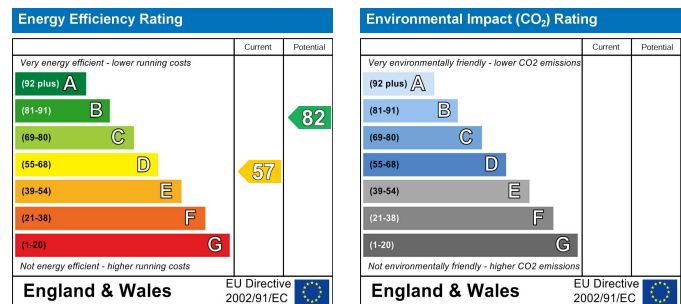 Energy Efficiency Rating
Current Potential
Very energy efficient - lower running costs
(92 plus) A
(81-91) B
82
(69-80) C
(55-68) D
57
(39-54) E
(21-38) F
(1-20) G
Not energy efficient - higher running costs
England & Wales
EU Directive
2002/91/EC
Environmental Impact (CO₂) Rating
Current Potential
Very environmentally friendly - lower CO2 emissions
(92 plus) A
(81-91) B
(69-80) C
(55-68) D
(39-54) E
(21-38) F
(1-20) G
Not environmentally friendly - higher CO2 emissions
England & Wales
EU Directive
2002/91/EC